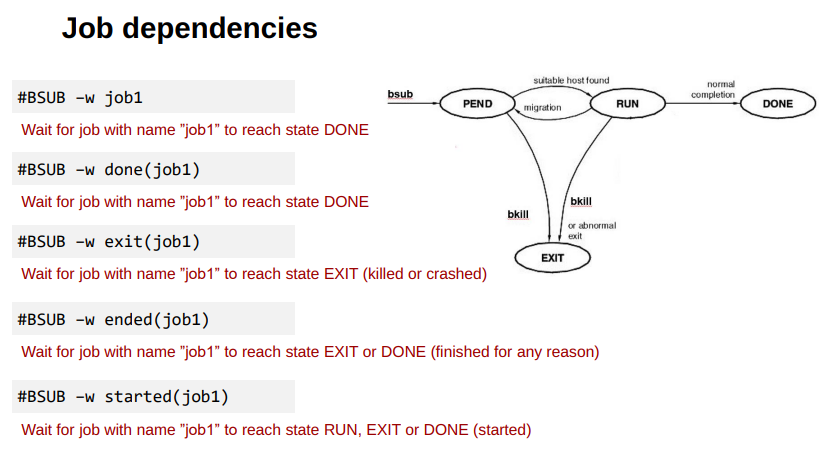 Job dependencies
#BSUB –w job1
Wait for job with name ”job1” to reach state DONE
#BSUB –w done(job1)
Wait for job with name ”job1” to reach state DONE
#BSUB –w exit(job1)
Wait for job with name ”job1” to reach state EXIT (killed or crashed)
#BSUB –w ended(job1)
Wait for job with name ”job1” to reach state EXIT or DONE (finished for any reason)
#BSUB –w started(job1)
Wait for job with name ”job1” to reach state RUN, EXIT or DONE (started)
bsub
PEND
suitable host found
migration
RUN
normal
completion
DONE
bkill
bkill
or abnormal
exit
EXIT